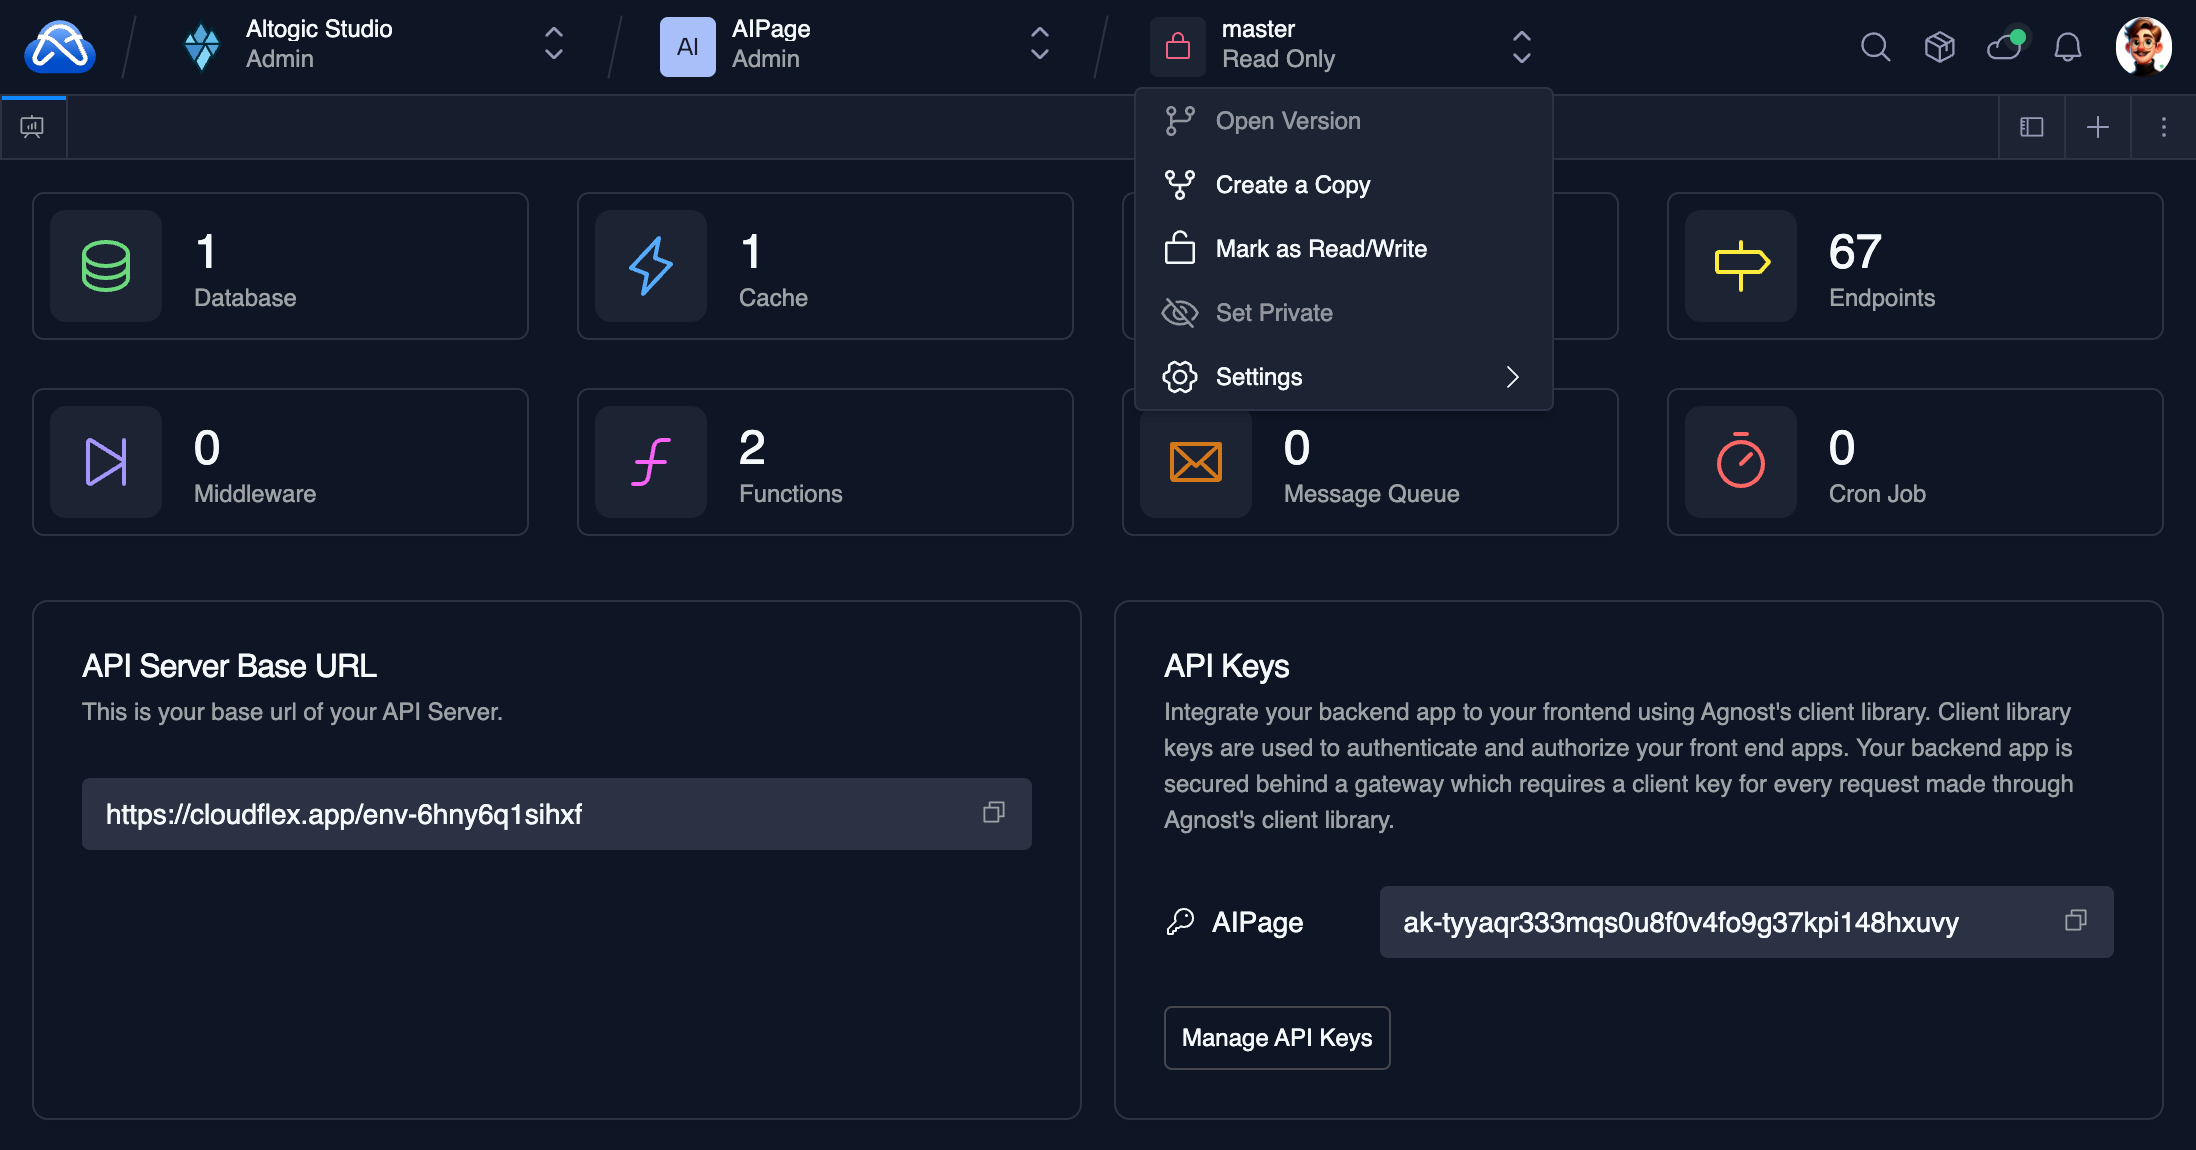 Altogic Studio
Admin
AI
AIPage
Admin
master
Read Only
Open Version
Create a Copy
Mark as Read/Write
Set Private
Settings
1
Database
1
Cache
67
Endpoints
0
Middleware
2
Functions
0
Message Queue
0
Cron Job
API Server Base URL
This is your base url of your API Server.
https://cloudflex.app/env-6hny6q1sihxf
API Keys
Integrate your backend app to your frontend using Agnost's client library. Client library
keys are used to authenticate and authorize your front end apps. Your backend app is
secured behind a gateway which requires a client key for every request made through
Agnost's client library.
AIPage
ak-tyyaqr333mqs0u8f0v4fo9g37kpi148hxuvy
Manage API Keys